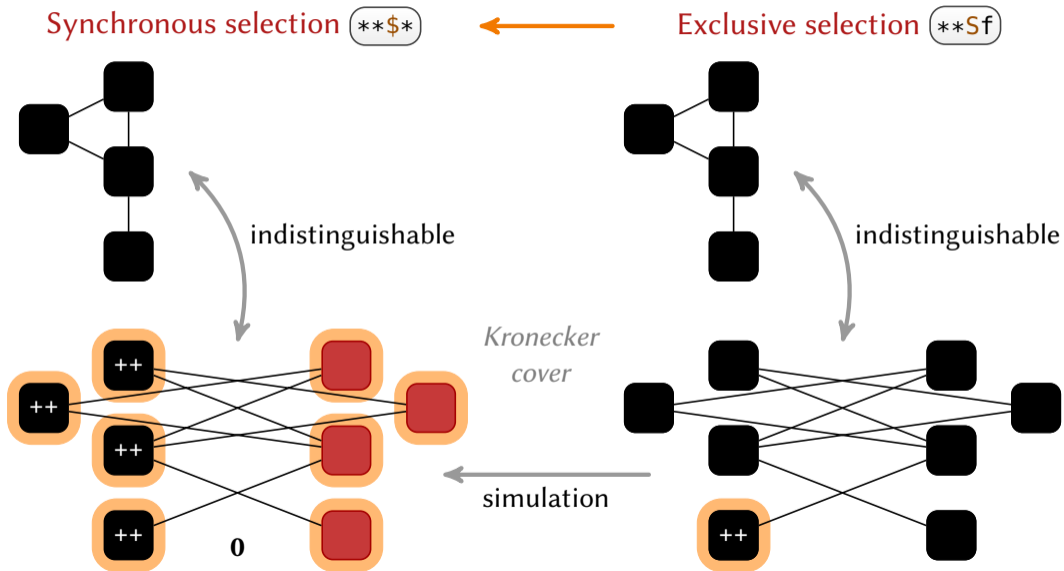 Synchronous selection **$*
Exclusive selection **Sf
indistinguishable
indistinguishable
Kronecker
cover
++
++
++
++
simulation
++
0